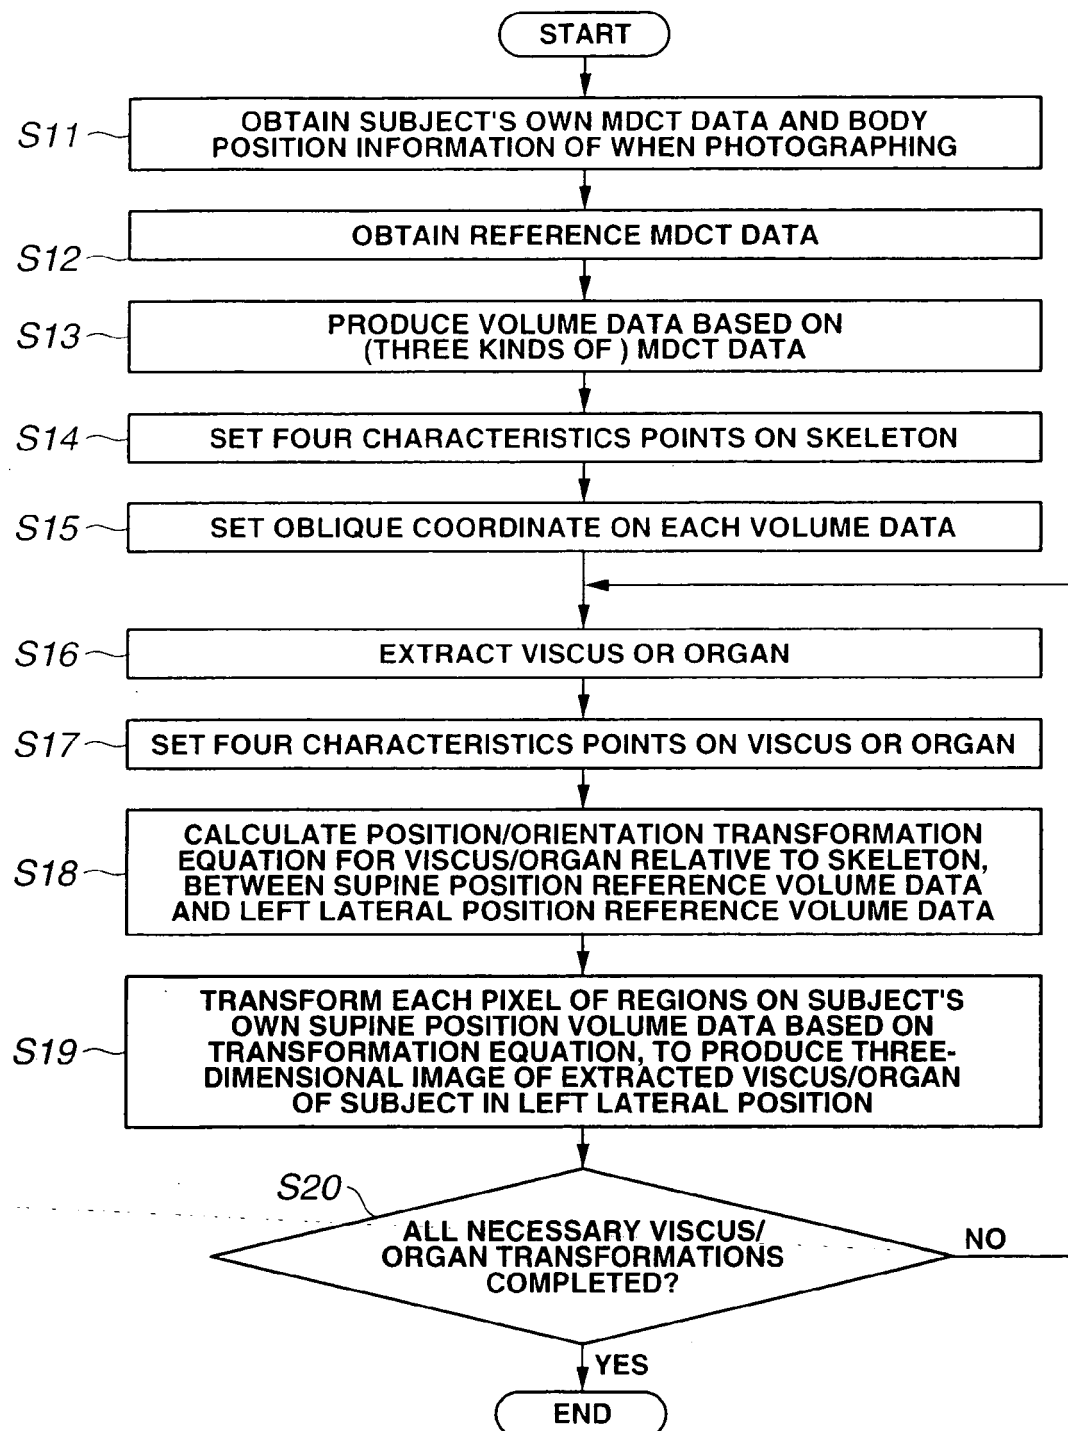 START
S11
OBTAIN SUBJECT'S OWN MDCT DATA AND BODY
POSITION INFORMATION OF WHEN PHOTOGRAPHING
S12
OBTAIN REFERENCE MDCT DATA
S13
PRODUCE VOLUME DATA BASED ON
(THREE KINDS OF ) MDCT DATA
S14
SET FOUR CHARACTERISTICS POINTS ON SKELETON
S15
SET OBLIQUE COORDINATE ON EACH VOLUME DATA
S16
EXTRACT VISCUS OR ORGAN
S17
SET FOUR CHARACTERISTICS POINTS ON VISCUS OR ORGAN
S18
CALCULATE POSITION/ORIENTATION TRANSFORMATION
EQUATION FOR VISCUS/ORGAN RELATIVE TO SKELETON,
BETWEEN SUPINE POSITION REFERENCE VOLUME DATA
AND LEFT LATERAL POSITION REFERENCE VOLUME DATA
S19
TRANSFORM EACH PIXEL OF REGIONS ON SUBJECT'S
OWN SUPINE POSITION VOLUME DATA BASED ON
TRANSFORMATION EQUATION, TO PRODUCE THREE-
DIMENSIONAL IMAGE OF EXTRACTED VISCUS/ORGAN
OF SUBJECT IN LEFT LATERAL POSITION
S20
ALL NECESSARY VISCUS/
ORGAN TRANSFORMATIONS
COMPLETED?
NO
YES
END